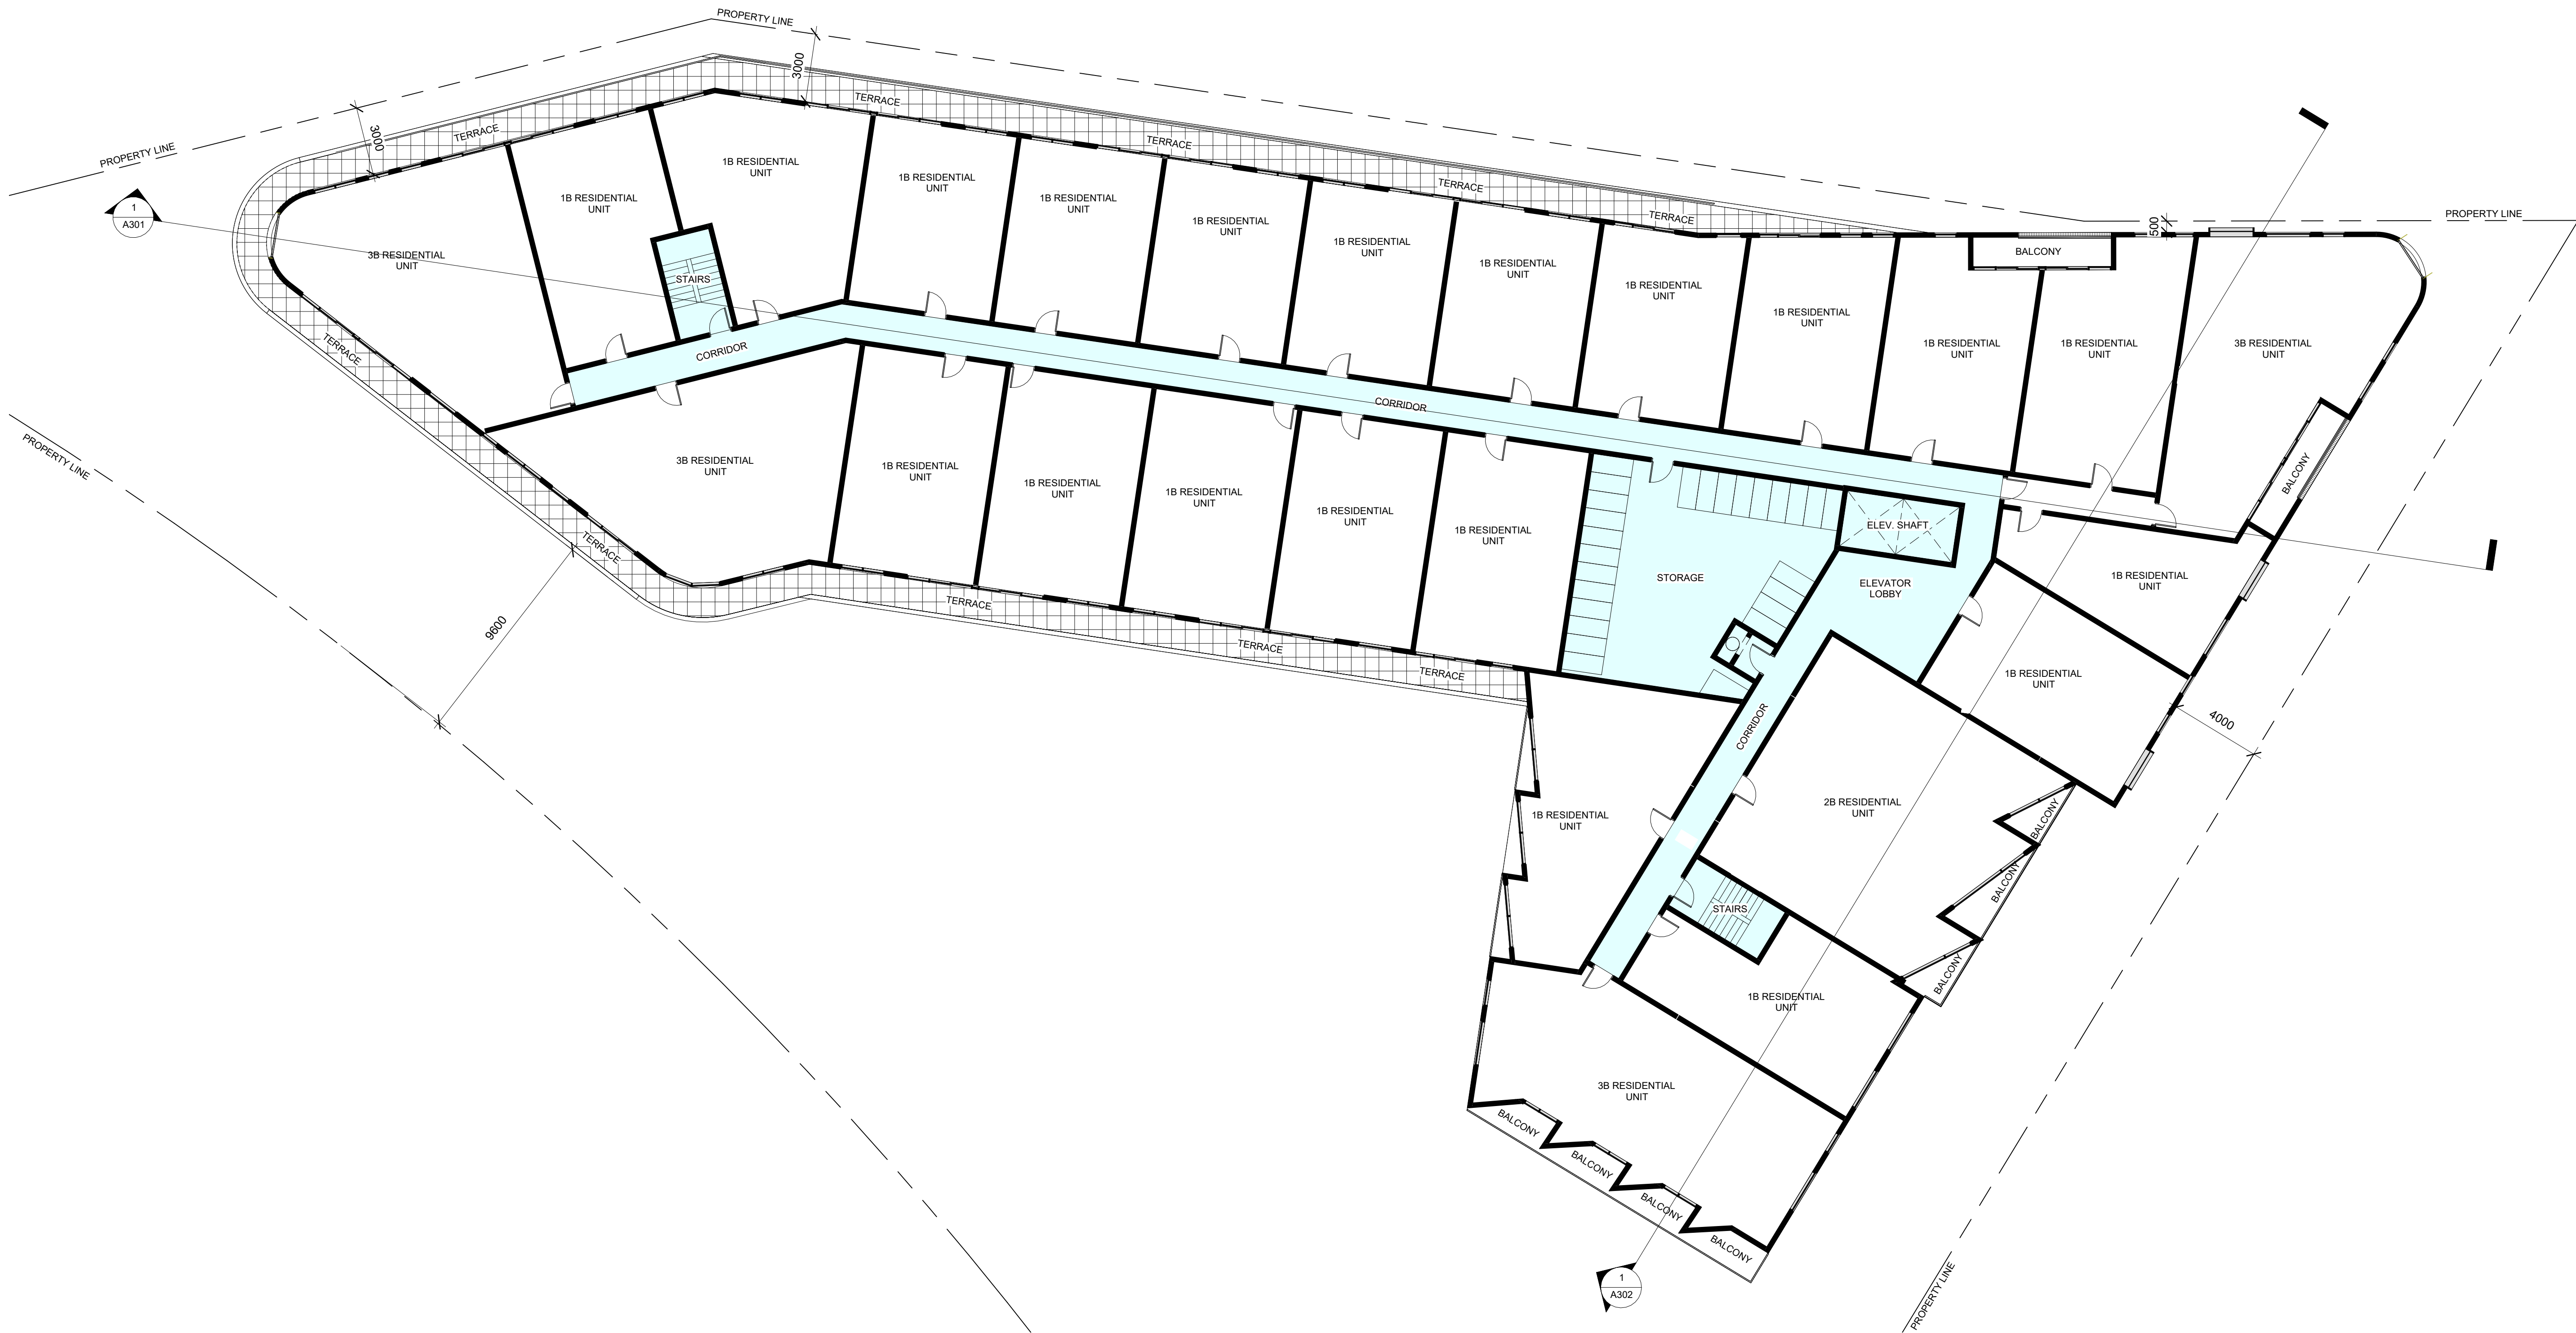 PROPERTY LINE
3000
3000
TERRACE
TERRACE
TERRACE
TERRACE
TERRACE
PROPERTY LINE
PROPERTY LINE
1
A301
500
BALCONY
3B RESIDENTIAL
UNIT
1B RESIDENTIAL
UNIT
1B RESIDENTIAL
UNIT
1B RESIDENTIAL
UNIT
1B RESIDENTIAL
UNIT
1B RESIDENTIAL
UNIT
1B RESIDENTIAL
UNIT
1B RESIDENTIAL
UNIT
1B RESIDENTIAL
UNIT
1B RESIDENTIAL
UNIT
1B RESIDENTIAL
UNIT
1B RESIDENTIAL
UNIT
3B RESIDENTIAL
UNIT
STAIRS
CORRIDOR
CORRIDOR
TERRACE
PROPERTY LINE
BALCONY
3B RESIDENTIAL
UNIT
1B RESIDENTIAL
UNIT
1B RESIDENTIAL
UNIT
1B RESIDENTIAL
UNIT
1B RESIDENTIAL
UNIT
1B RESIDENTIAL
UNIT
ELEV. SHAFT
STORAGE
ELEVATOR
LOBBY
1B RESIDENTIAL
UNIT
TERRACE
TERRACE
TERRACE
TERRACE
9600
1B RESIDENTIAL
UNIT
4000
CORRIDOR
1B RESIDENTIAL
UNIT
2B RESIDENTIAL
UNIT
BALCONY
BALCONY
BALCONY
STAIRS
1B RESIDENTIAL
UNIT
3B RESIDENTIAL
UNIT
BALCONY
BALCONY
BALCONY
BALCONY
1
A302
PROPERTY LINE